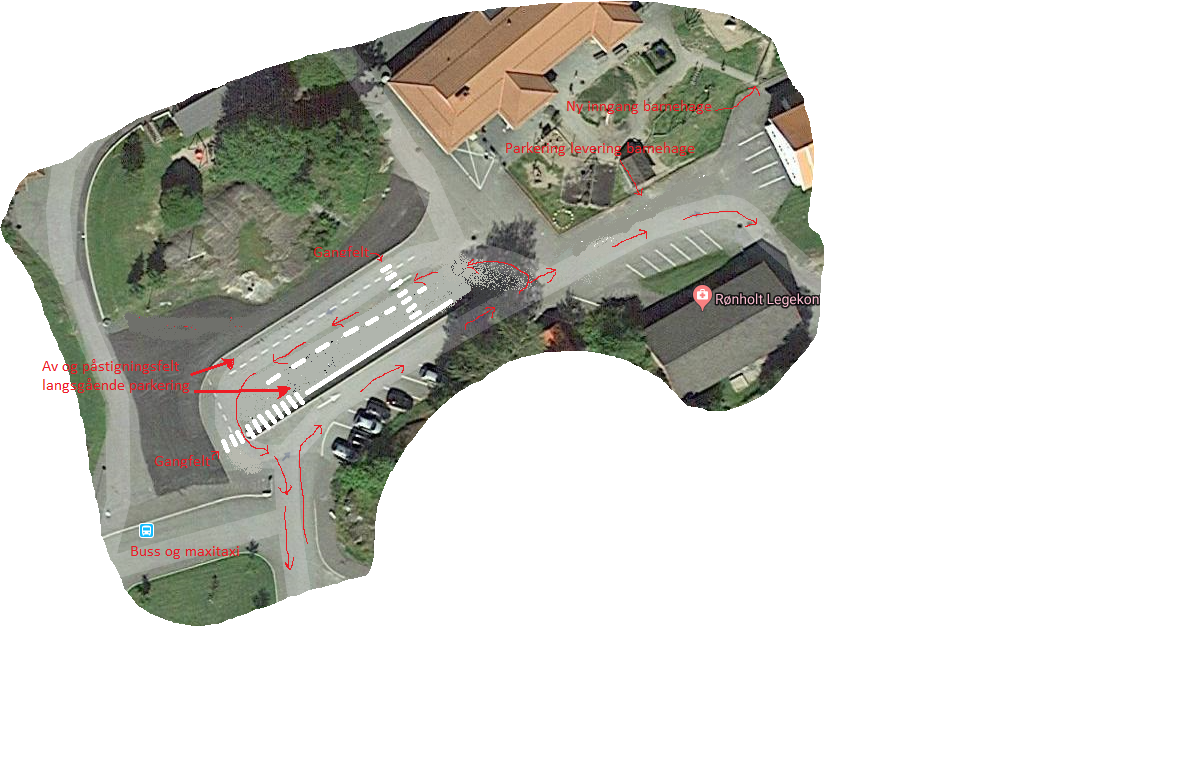 Ny inngang barnehage
Parkering levering barnehage
Gangfelt
Rønholt Legekon
Av og påstigningsfelt
langsgående parkering
Gangfelt
Buss og maxitaxi